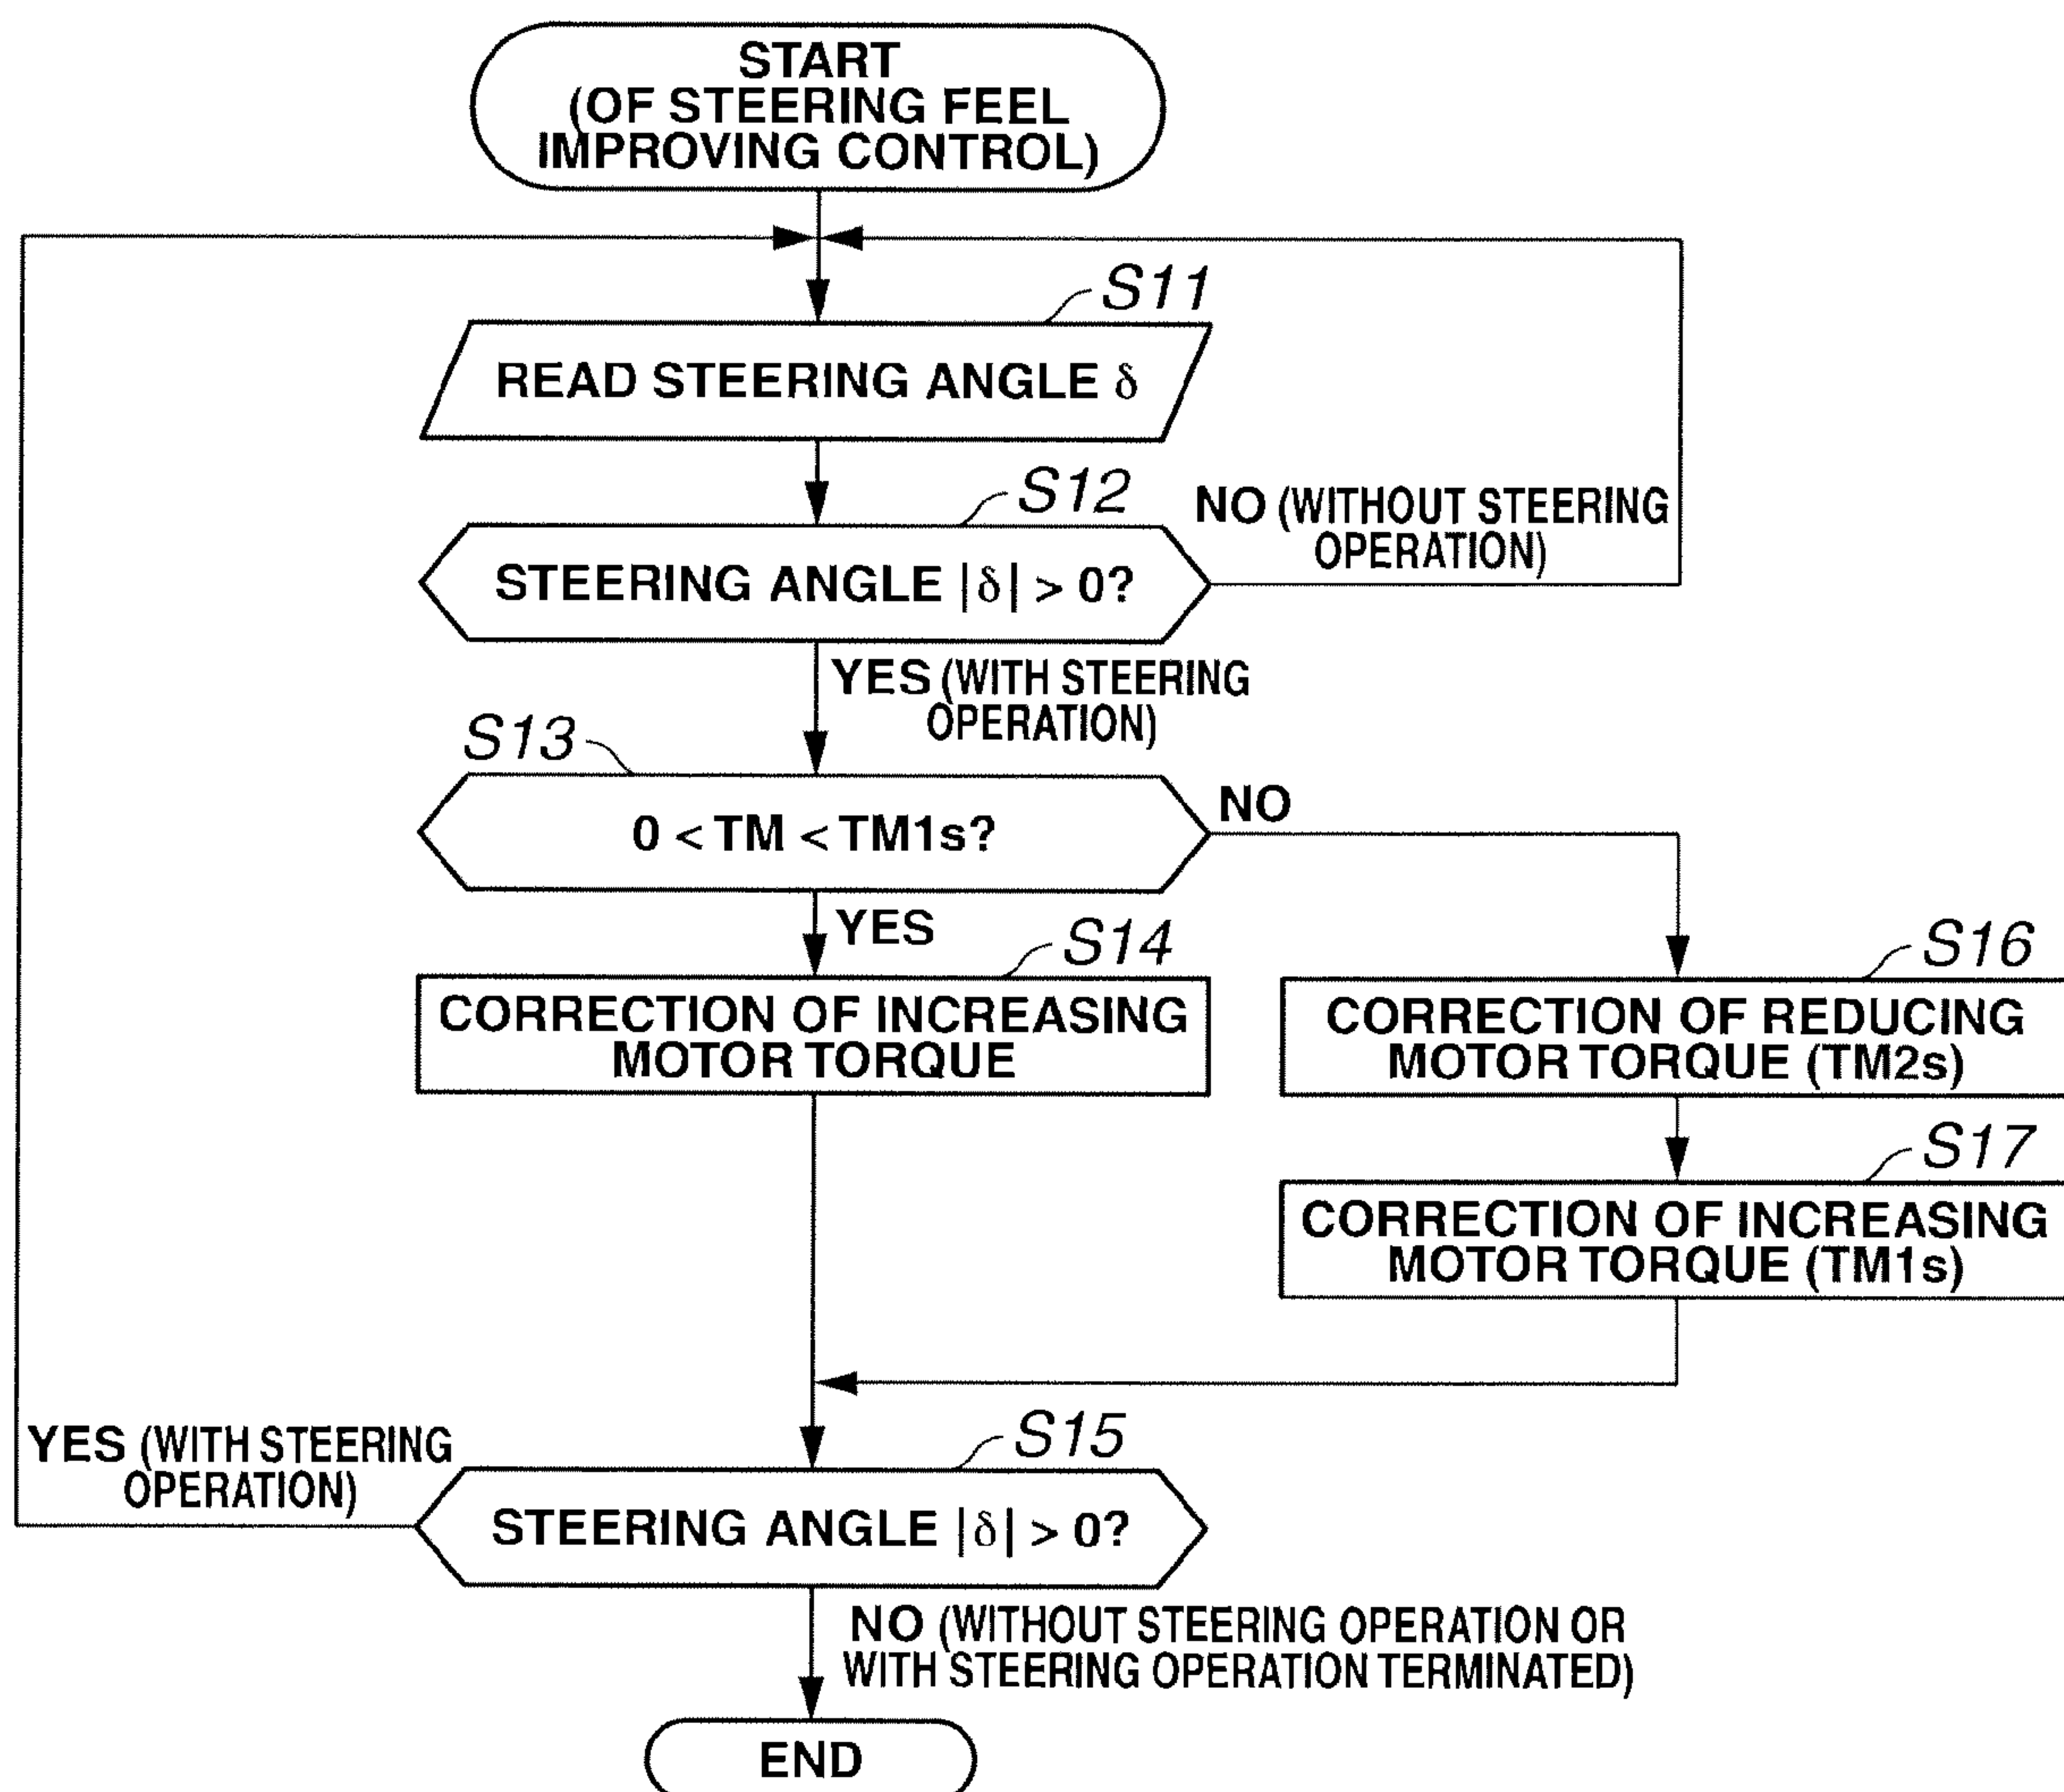 START
(OF STEERING FEEL
IMPROVING CONTROL)
S11
READ STEERING ANGLE δ
S12
NO (WITHOUT STEERING
OPERATION)
STEERING ANGLE |δ| > 0?
YES (WITH STEERING
OPERATION)
S13
NO
0 < TM < TM1s?
YES
S14
S16
CORRECTION OF INCREASING
MOTOR TORQUE
CORRECTION OF REDUCING
MOTOR TORQUE (TM2s)
S17
CORRECTION OF INCREASING
MOTOR TORQUE (TM1s)
YES (WITH STEERING
OPERATION)
S15
STEERING ANGLE |δ| > 0?
NO (WITHOUT STEERING OPERATION OR
WITH STEERING OPERATION TERMINATED)
END